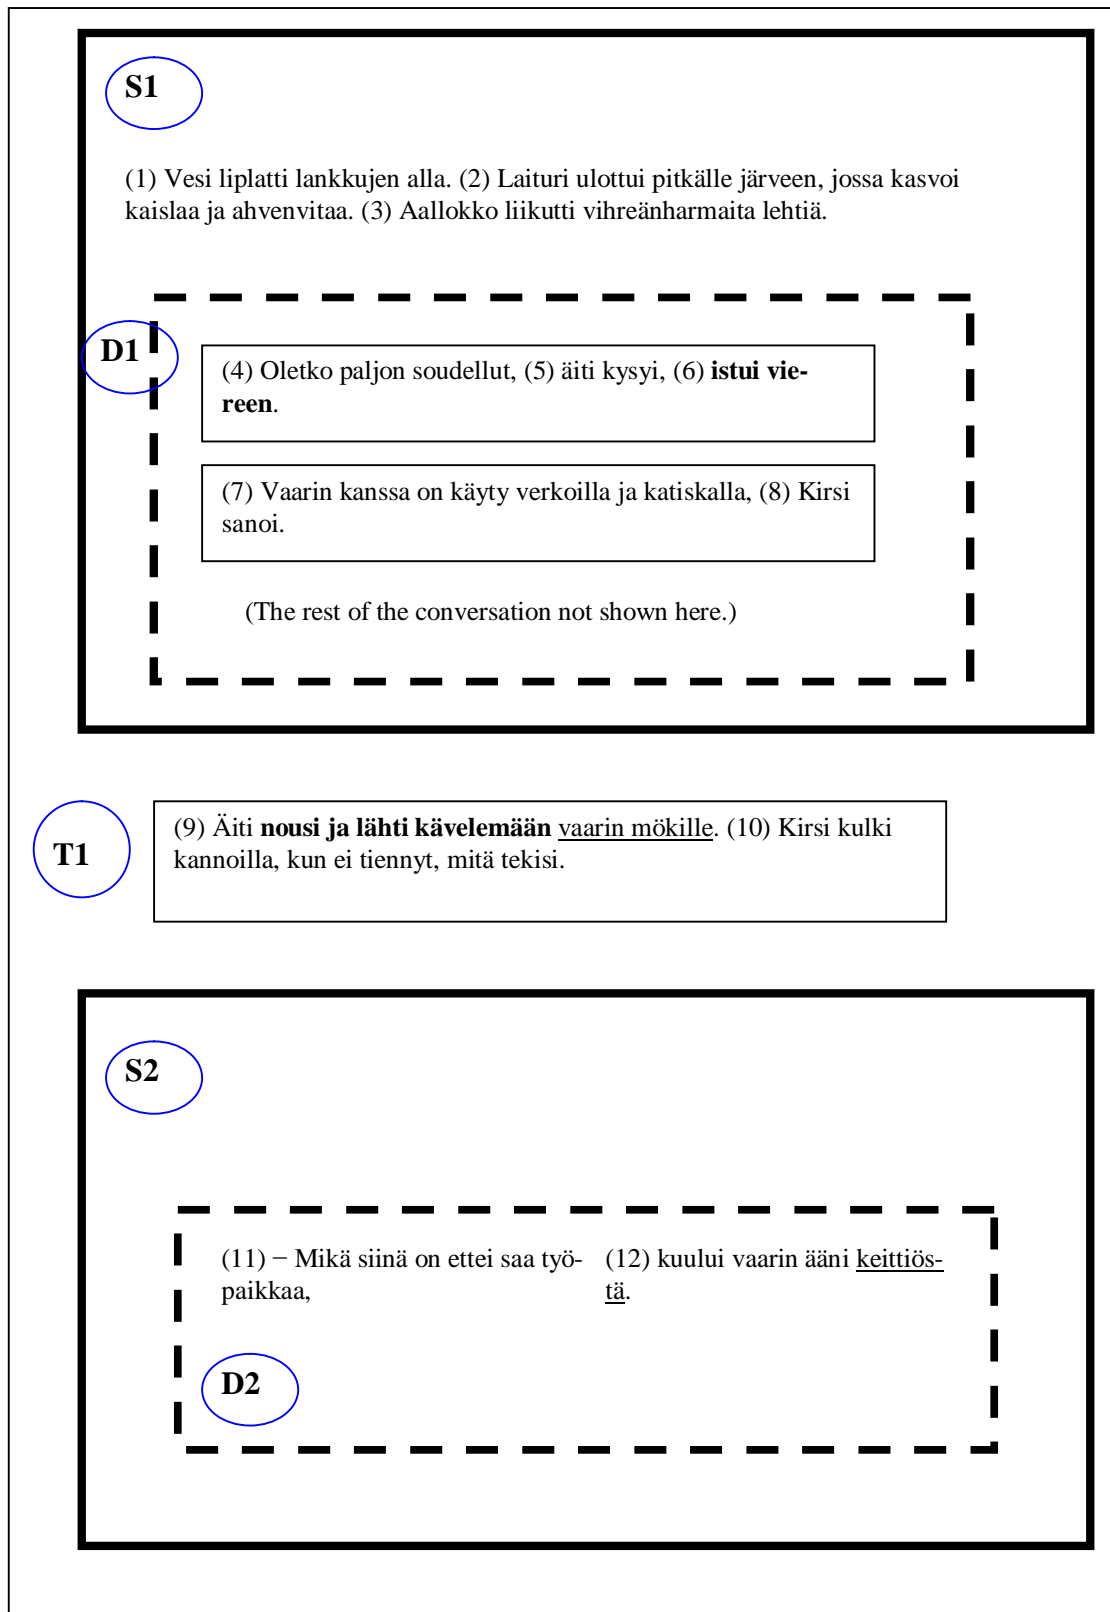 S1
(1) Vesi liplatti lankkujen alla. (2) Laituri ulottui pitkälle järveen, jossa kasvoi
kaislaa ja ahvenvitaa. (3) Aallokko liikutti vihreänharmaita lehtiä.
D1
(4) Oletko paljon soudellut, (5) äiti kysyi, (6) istui vie-
reen.
(7) Vaarin kanssa on käyty verkoilla ja katiskalla, (8) Kirsi
sanoi.
(The rest of the conversation not shown here.)
T1
(9) Äiti nousi ja lähti kävelemään vaarin mökille. (10) Kirsi kulki
kannoilla, kun ei tiennyt, mitä tekisi.
S2
(11) − Mikä siinä on ettei saa työ-
paikkaa,
(12) kuului vaarin ääni keittiös-
tä.
D2